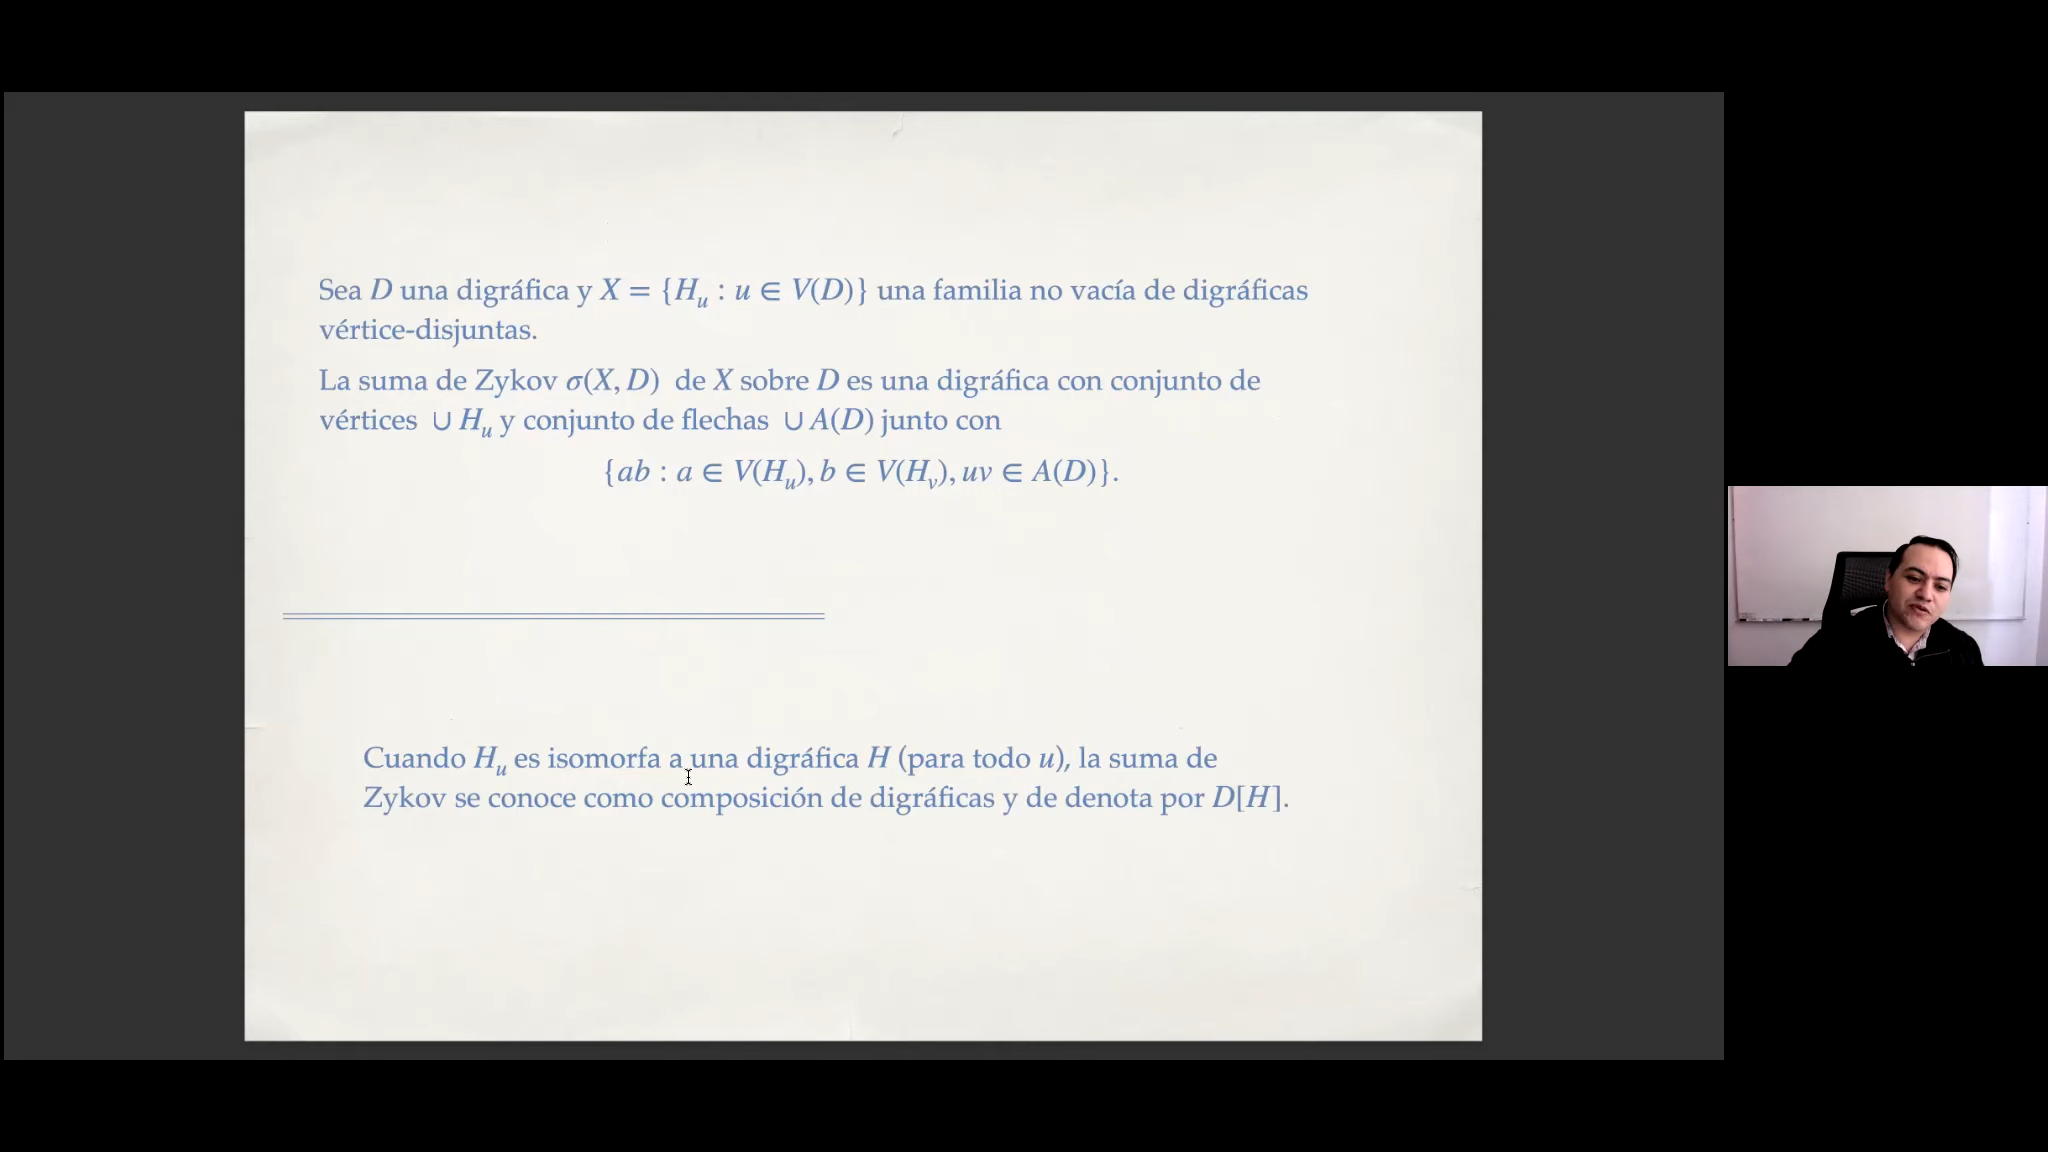 Sea D una digráfica y X = {H_u : u ∈ V(D)} una familia no vacía de digráficas
vértice-disjuntas.
La suma de Zykov σ(X, D) de X sobre D es una digráfica con conjunto de
vértices ∪ H_u y conjunto de flechas ∪ A(D) junto con
{ab : a ∈ V(H_u), b ∈ V(H_v), uv ∈ A(D)}.
Cuando H_u es isomorfa a una digráfica H (para todo u), la suma de
Zykov se conoce como composición de digráficas y de denota por D[H].